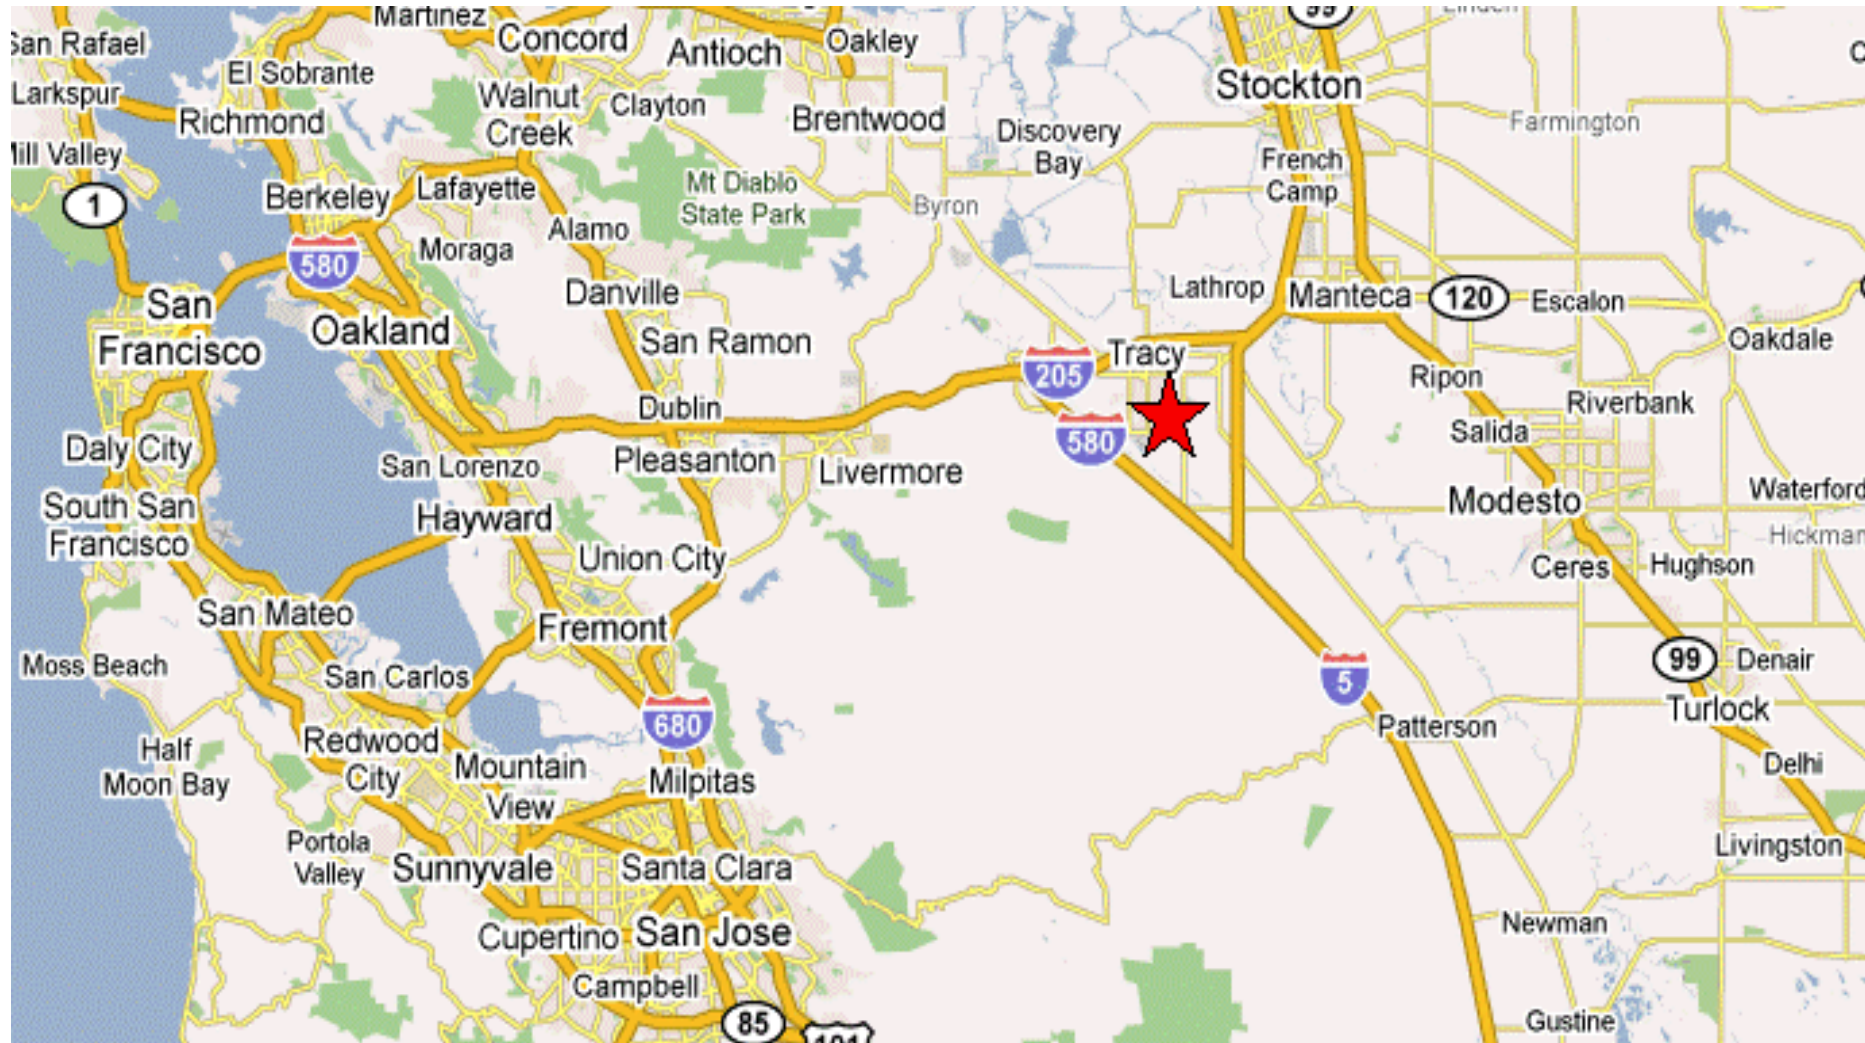 Martinez
San Rafael
Concord
Antioch
Oakley
99
Linden
El Sobrante
Larkspur
Walnut
Creek
Clayton
Stockton
Richmond
Brentwood
Discovery
Bay
Farmington
Mill Valley
French
Camp
1
Berkeley
Lafayette
Mt Diablo
State Park
Byron
Alamo
Moraga
580
Danville
Lathrop
Manteca
120
Escalon
San
Francisco
Oakland
San Ramon
Tracy
Oakdale
205
Ripon
Dublin
Riverbank
580
Salida
Daly City
San Lorenzo
Pleasanton
Livermore
Modesto
Waterford
South San
Francisco
Hayward
Union City
Hickman
Ceres
Hughson
San Mateo
Fremont
Moss Beach
San Carlos
5
99
Denair
Turlock
680
Patterson
Half
Moon Bay
Redwood
City
Mountain
View
Milpitas
Delhi
Portola
Valley
Sunnyvale
Santa Clara
Livingston
Cupertino
San Jose
Newman
Campbell
85
101
Gustine